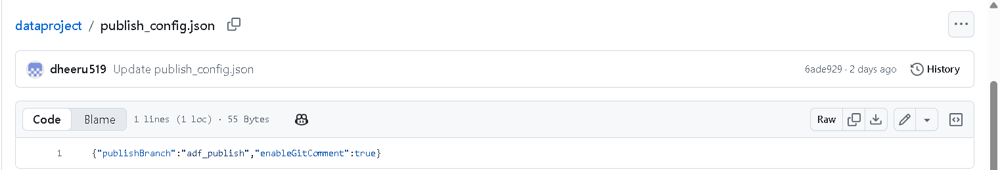 dataproject / publish_config.json
dheeru519 Update publish_config.json 6ade929 · 2 days ago History
Code Blame 1 lines (1 loc) · 55 Bytes Raw
1 {"publishBranch":"adf_publish","enableGitComment":true}